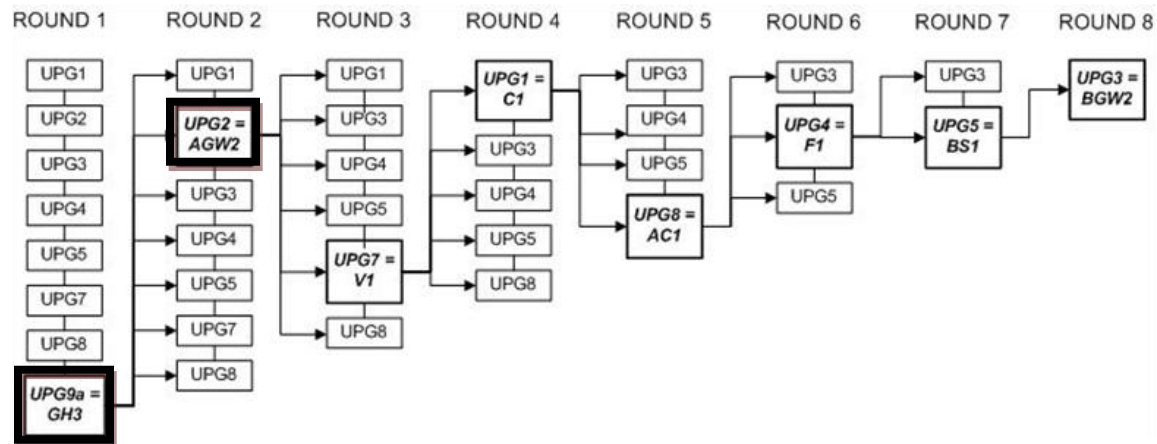 ROUND 1
ROUND 2
ROUND 3
ROUND 4
ROUND 5
ROUND 6
ROUND 7
ROUND 8
UPG1
UPG2
UPG3
UPG4
UPG5
UPG7
UPG8
UPG9a =
GH3
UPG1
UPG2 =
AGW2
UPG3
UPG4
UPG5
UPG7
UPG8
UPG1
UPG3
UPG4
UPG5
UPG7 =
V1
UPG8
UPG1 =
C1
UPG3
UPG4
UPG5
UPG8
UPG3
UPG4
UPG5
UPG8 =
AC1
UPG3
UPG4 =
F1
UPG5
UPG3
UPG5 =
BS1
UPG3 =
BGW2